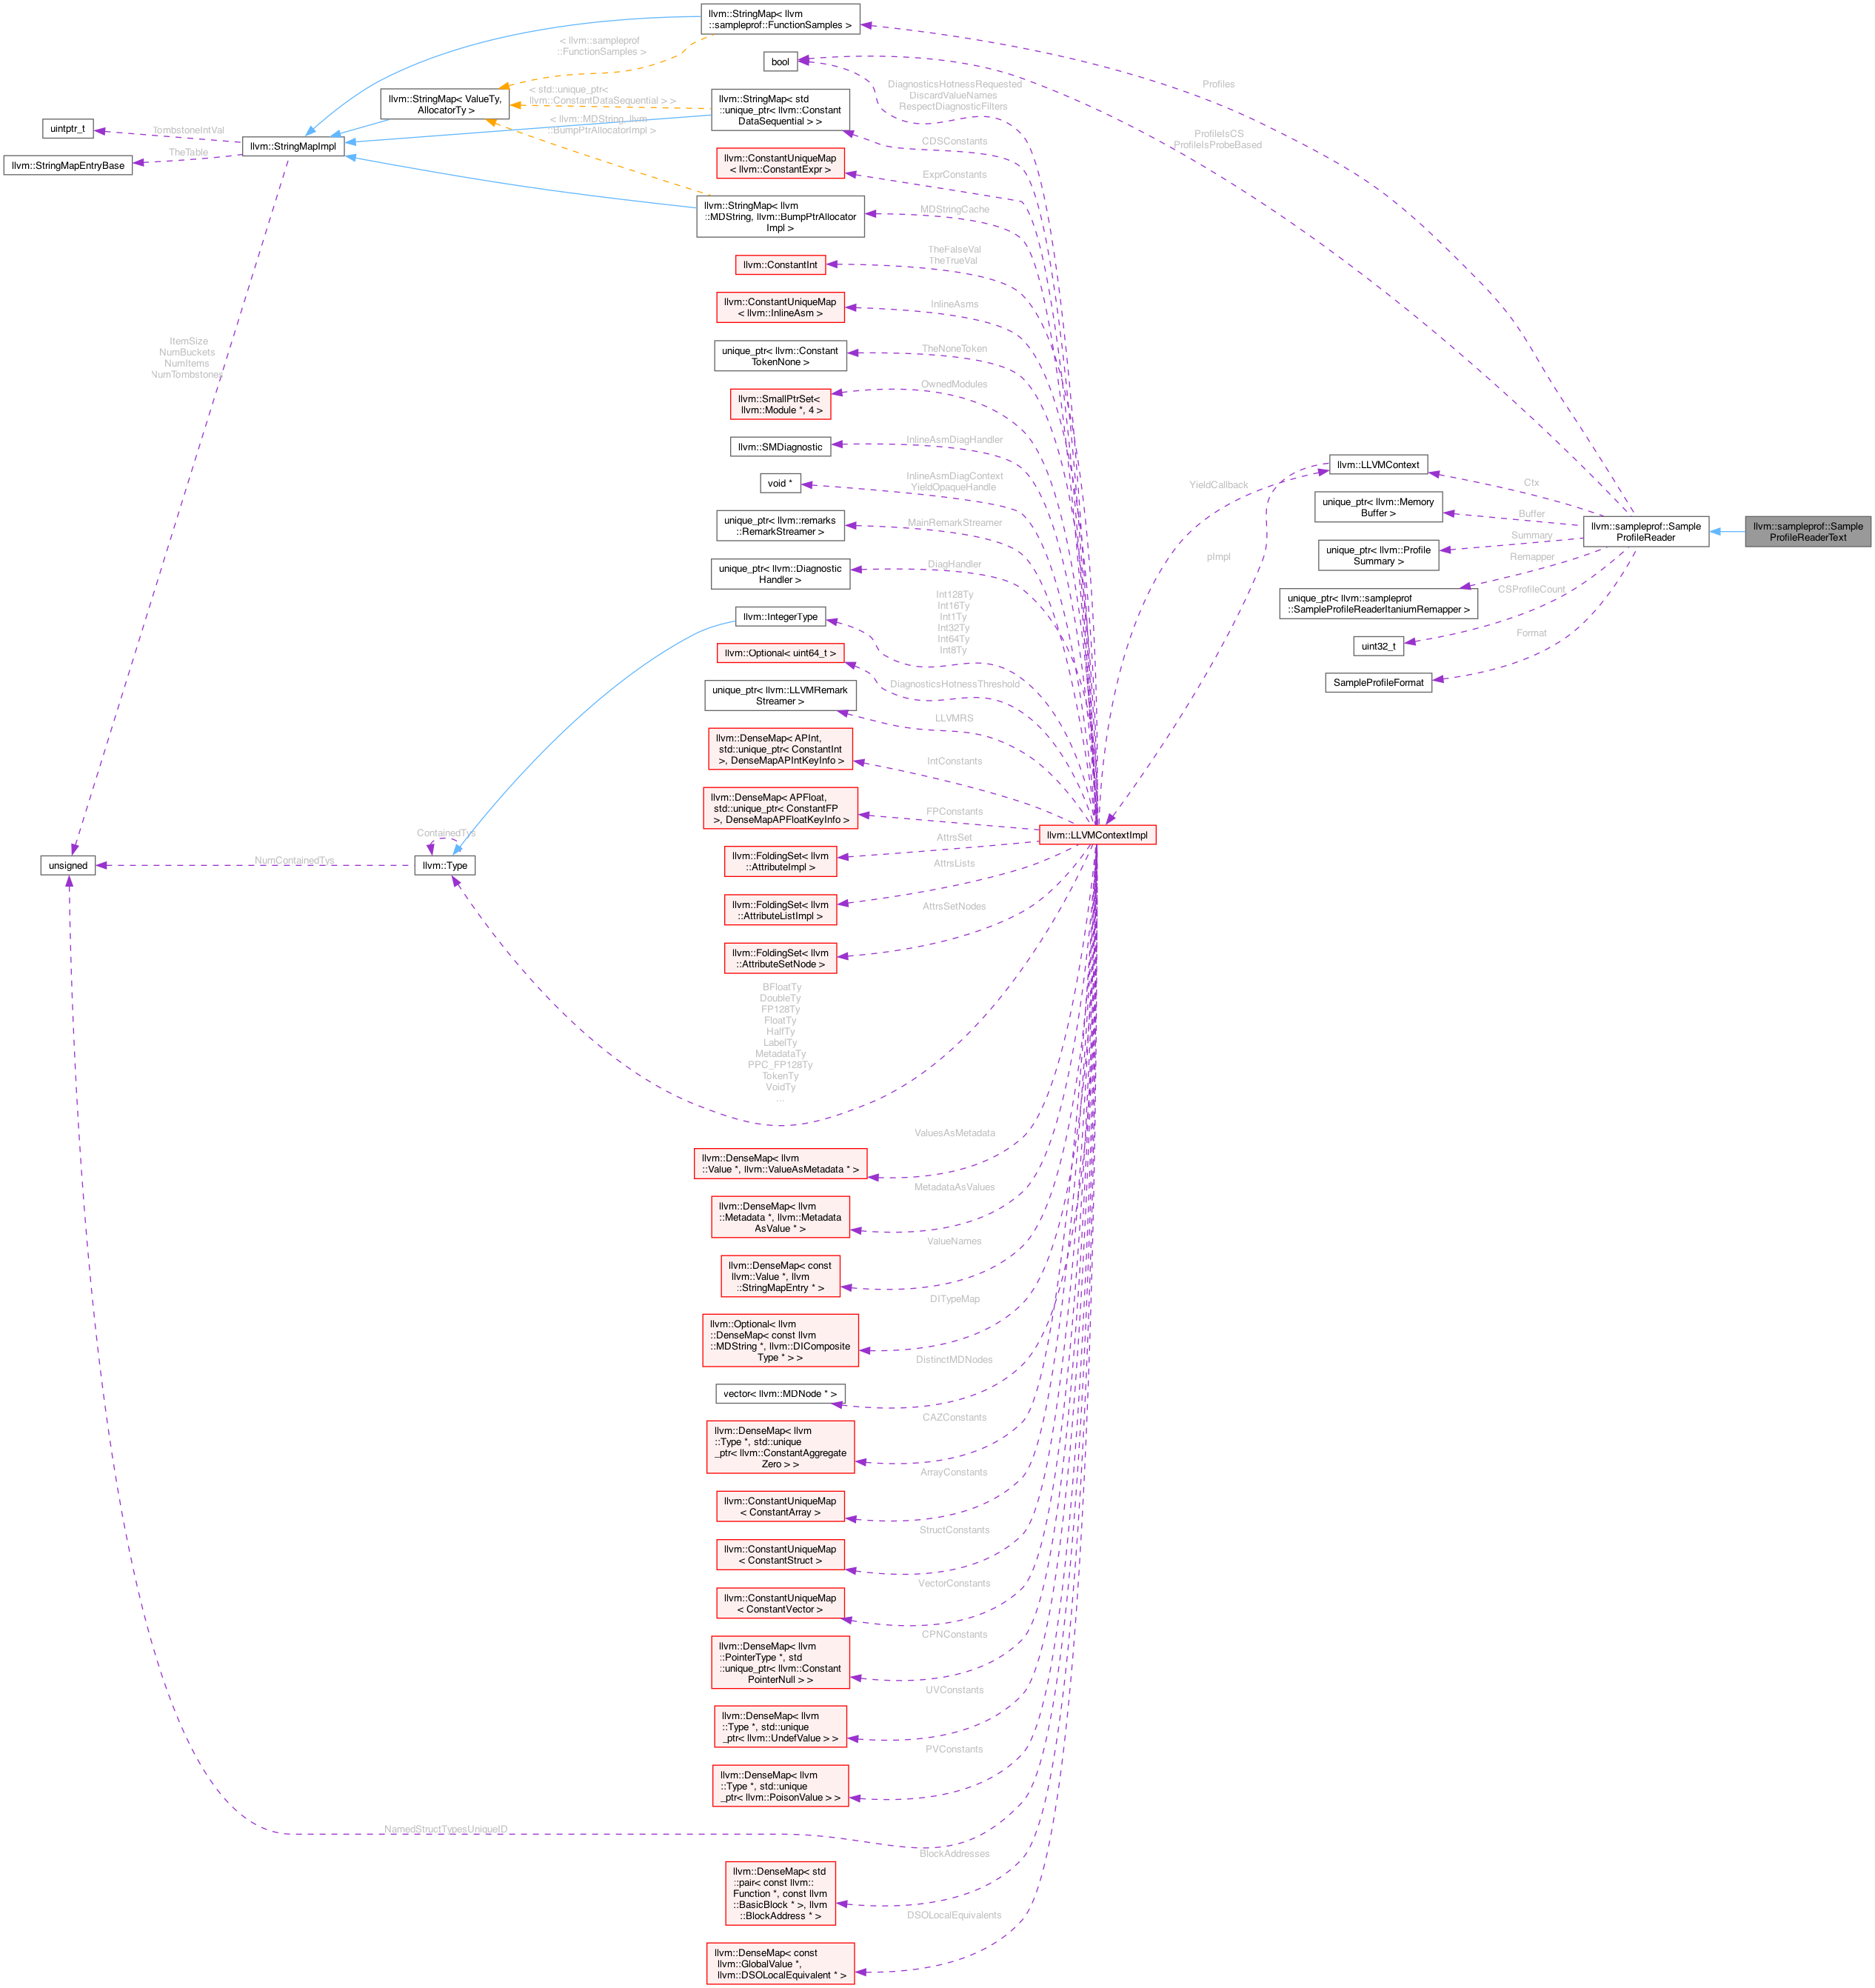 llvm::StringMap< llvm
::sampleprof::FunctionSamples >
< llvm::sampleprof
::FunctionSamples >
bool
Profiles
DiagnosticsHotnessRequested
DiscardValueNames
RespectDiagnosticFilters
< std::unique_ptr<
llvm::ConstantDataSequential > >
llvm::StringMap< ValueTy,
AllocatorTy >
llvm::StringMap< std
::unique_ptr< llvm::Constant
DataSequential > >
< llvm::MDString, llvm
::BumpPtrAllocatorImpl >
uintptr_t
TombstoneIntVal
TheTable
llvm::StringMapEntryBase
llvm::StringMapImpl
CDSConstants
ProfileIsCS
ProfileIsProbeBased
llvm::ConstantUniqueMap
< llvm::ConstantExpr >
ExprConstants
llvm::StringMap< llvm
::MDString, llvm::BumpPtrAllocator
Impl >
MDStringCache
TheFalseVal
TheTrueVal
llvm::ConstantInt
llvm::ConstantUniqueMap
< llvm::InlineAsm >
InlineAsms
ItemSize
NumBuckets
NumItems
NumTombstones
unique_ptr< llvm::Constant
TokenNone >
TheNoneToken
llvm::SmallPtrSet<
llvm::Module *, 4 >
OwnedModules
llvm::SMDiagnostic
InlineAsmDiagHandler
void *
InlineAsmDiagContext
YieldOpaqueHandle
YieldCallback
llvm::LLVMContext
Ctx
unique_ptr< llvm::Memory
Buffer >
Buffer
unique_ptr< llvm::remarks
::RemarkStreamer >
MainRemarkStreamer
llvm::sampleprof::Sample
ProfileReader
llvm::sampleprof::Sample
ProfileReaderText
unique_ptr< llvm::Profile
Summary >
Summary
Remapper
pImpl
unique_ptr< llvm::Diagnostic
Handler >
DiagHandler
unique_ptr< llvm::sampleprof
::SampleProfileReaderItaniumRemapper >
CSProfileCount
uint32_t
Format
SampleProfileFormat
llvm::IntegerType
Int128Ty
Int16Ty
Int1Ty
Int32Ty
Int64Ty
Int8Ty
llvm::Optional< uint64_t >
DiagnosticsHotnessThreshold
unique_ptr< llvm::LLVMRemark
Streamer >
LLVMRS
llvm::DenseMap< APInt,
std::unique_ptr< ConstantInt
>, DenseMapAPIntKeyInfo >
IntConstants
llvm::DenseMap< APFloat,
std::unique_ptr< ConstantFP
>, DenseMapAPFloatKeyInfo >
FPConstants
llvm::LLVMContextImpl
ContainedTys
unsigned
NumContainedTys
llvm::Type
llvm::FoldingSet< llvm
::AttributeImpl >
AttrsSet
llvm::FoldingSet< llvm
::AttributeListImpl >
AttrsLists
llvm::FoldingSet< llvm
::AttributeSetNode >
AttrsSetNodes
BFloatTy
DoubleTy
FP128Ty
FloatTy
HalfTy
LabelTy
MetadataTy
PPC_FP128Ty
TokenTy
VoidTy
...
llvm::DenseMap< llvm
::Value *, llvm::ValueAsMetadata * >
ValuesAsMetadata
llvm::DenseMap< llvm
::Metadata *, llvm::Metadata
AsValue * >
MetadataAsValues
llvm::DenseMap< const
llvm::Value *, llvm
::StringMapEntry * >
ValueNames
llvm::Optional< llvm
::DenseMap< const llvm
::MDString *, llvm::DIComposite
Type * > >
DITypeMap
vector< llvm::MDNode * >
DistinctMDNodes
llvm::DenseMap< llvm
::Type *, std::unique
_ptr< llvm::ConstantAggregate
Zero > >
CAZConstants
llvm::ConstantUniqueMap
< ConstantArray >
ArrayConstants
llvm::ConstantUniqueMap
< ConstantStruct >
StructConstants
llvm::ConstantUniqueMap
< ConstantVector >
VectorConstants
llvm::DenseMap< llvm
::PointerType *, std
::unique_ptr< llvm::Constant
PointerNull > >
CPNConstants
llvm::DenseMap< llvm
::Type *, std::unique
_ptr< llvm::UndefValue > >
UVConstants
llvm::DenseMap< llvm
::Type *, std::unique
_ptr< llvm::PoisonValue > >
PVConstants
NamedStructTypesUniqueID
llvm::DenseMap< std
::pair< const llvm::
Function *, const llvm
::BasicBlock * >, llvm
::BlockAddress * >
BlockAddresses
llvm::DenseMap< const
llvm::GlobalValue *,
llvm::DSOLocalEquivalent * >
DSOLocalEquivalents